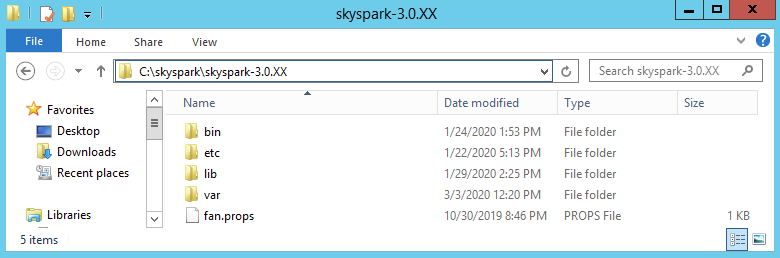 skyspark-3.0.XX
File Home Share View
C:\skyspark\skyspark-3.0.XX Search skyspark-3.0.XX
Favorites
Desktop
Downloads
Recent places
Libraries
Name Date modified Type Size
bin 1/24/2020 1:53 PM File folder
etc 1/22/2020 5:13 PM File folder
lib 1/29/2020 2:25 PM File folder
var 3/3/2020 12:20 PM File folder
fan.props 10/30/2019 8:46 PM PROPS File 1 KB
5 items